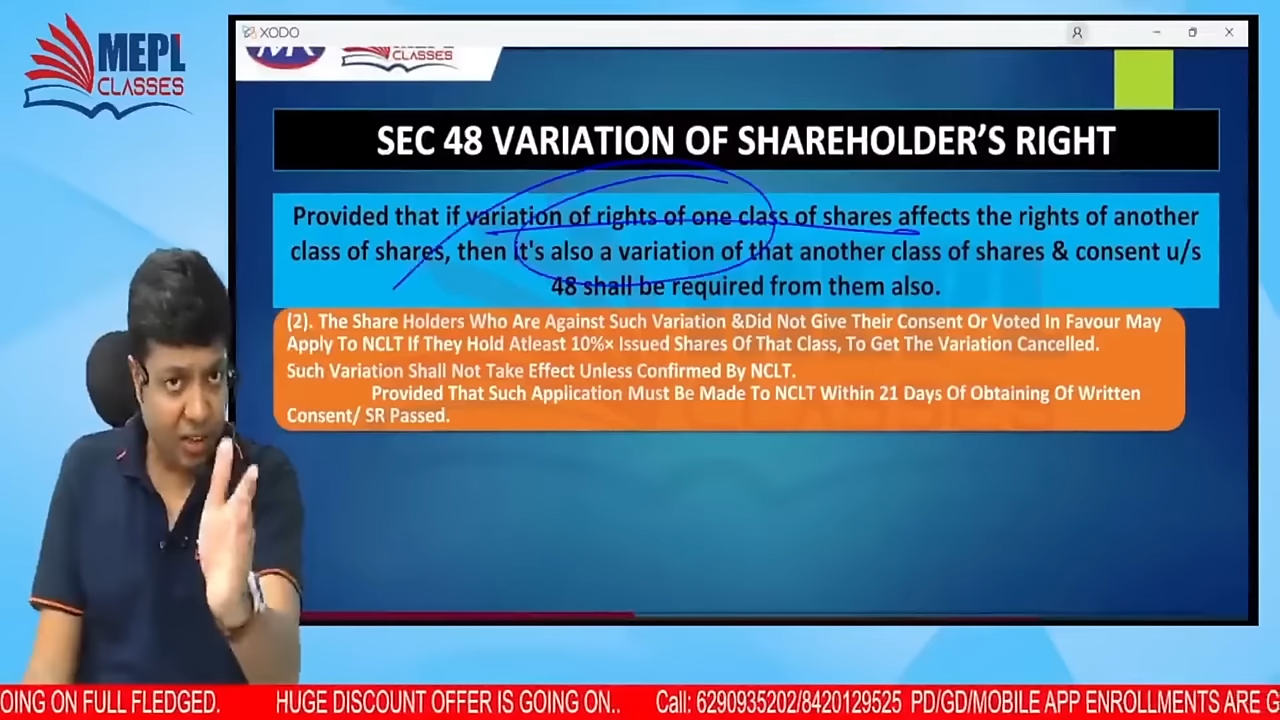 MEPL
CLASSES
XODO
CLASSES
SEC 48 VARIATION OF SHAREHOLDER'S RIGHT
Provided that if variation of rights of one class of shares affects the rights of another
class of shares, then it's also a variation of that another class of shares & consent u/s
48 shall be required from them also.
(2). The Share Holders Who Are Against Such Variation &Did Not Give Their Consent Or Voted In Favour May
Apply To NCLT If They Hold Atleast 10%× Issued Shares Of That Class, To Get The Variation Cancelled.
Such Variation Shall Not Take Effect Unless Confirmed By NCLT.
Provided That Such Application Must Be Made To NCLT Within 21 Days Of Obtaining Of Written
Consent/ SR Passed.
OING ON FULL FLEDGED. HUGE DISCOUNT OFFER IS GOING ON.. Call: 6290935202/8420129525 PD/GD/MOBILE APP ENROLLMENTS ARE G